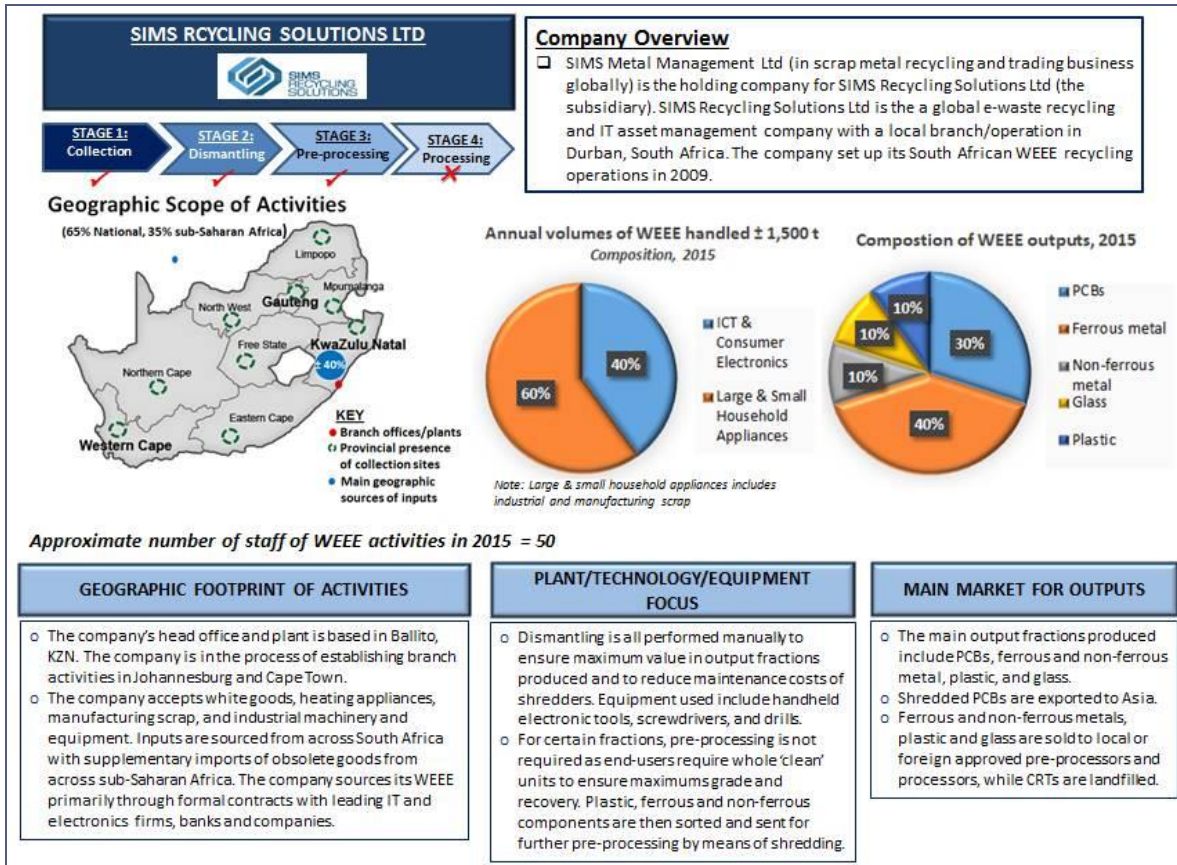 SIMS RCYCLING SOLUTIONS LTD
SIMS
RECYCLING
SOLUTIONS
STAGE 1:
Collection
STAGE 2:
Dismantling
STAGE 3:
Pre-processing
STAGE 4:
Processing
Company Overview
SIMS Metal Management Ltd (in scrap metal recycling and trading business
globally) is the holding company for SIMS Recycling Solutions Ltd (the
subsidiary). SIMS Recycling Solutions Ltd is the a global e-waste recycling
and IT asset management company with a local branch/operation in
Durban, South Africa. The company set up its South African WEEE recycling
operations in 2009.
Geographic Scope of Activities
(65% National, 35% sub-Saharan Africa)
Limpopo
Mpumalanga
North West
Gauteng
Free State
KwaZulu Natal
± 40%
Northern Cape
Eastern Cape
Western Cape
KEY
Branch offices/plants
Provincial presence
of collection sites
Main geographic
sources of inputs
Annual volumes of WEEE handled ± 1,500 t
Composition, 2015
40%
60%
ICT &
Consumer
Electronics
Large & Small
Household
Appliances
Note: Large & small household appliances includes
industrial and manufacturing scrap
Compostion of WEEE outputs, 2015
10%
10%
10%
30%
40%
PCBs
Ferrous metal
Non-ferrous
metal
Glass
Plastic
Approximate number of staff of WEEE activities in 2015 = 50
GEOGRAPHIC FOOTPRINT OF ACTIVITIES
o The company's head office and plant is based in Ballito,
KZN. The company is in the process of establishing branch
activities in Johannesburg and Cape Town.
o The company accepts white goods, heating appliances,
manufacturing scrap, and industrial machinery and
equipment. Inputs are sourced from across South Africa
with supplementary imports of obsolete goods from
across sub-Saharan Africa. The company sources its WEEE
primarily through formal contracts with leading IT and
electronics firms, banks and companies.
PLANT/TECHNOLOGY/EQUIPMENT
FOCUS
o Dismantling is all performed manually to
ensure maximum value in output fractions
produced and to reduce maintenance costs of
shredders. Equipment used include handheld
electronic tools, screwdrivers, and drills.
o For certain fractions, pre-processing is not
required as end-users require whole 'clean'
units to ensure maximums grade and
recovery. Plastic, ferrous and non-ferrous
components are then sorted and sent for
further pre-processing by means of shredding.
MAIN MARKET FOR OUTPUTS
o The main output fractions produced
include PCBs, ferrous and non-ferrous
metal, plastic, and glass.
o Shredded PCBs are exported to Asia.
o Ferrous and non-ferrous metals,
plastic and glass are sold to local or
foreign approved pre-processors and
processors, while CRTs are landfilled.